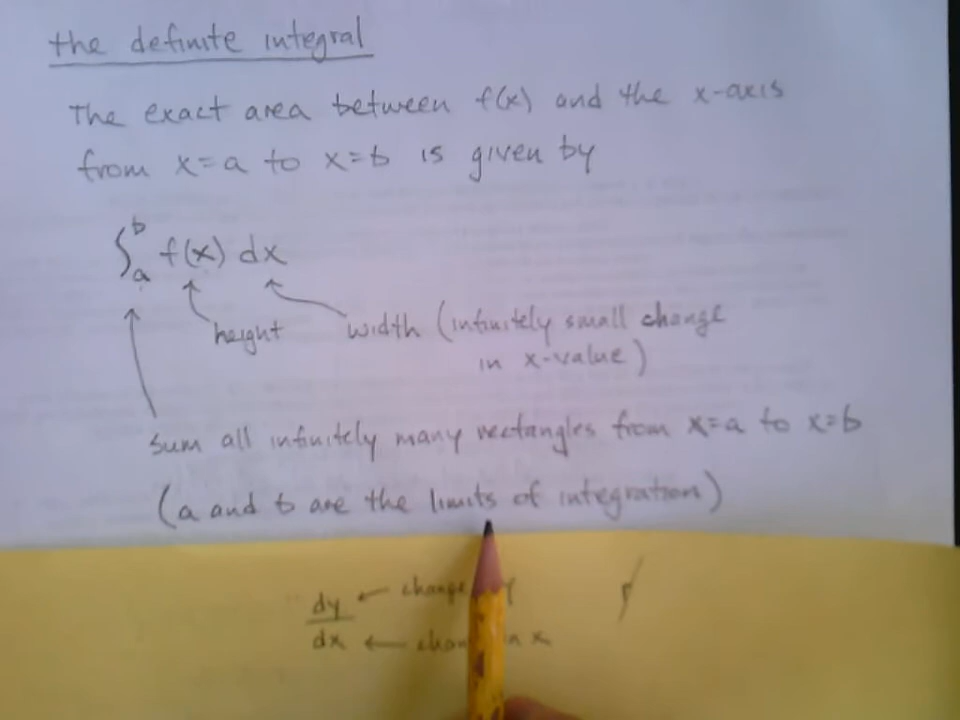 the definite integral
The exact area between f(x) and the x-axis
from x=a to x=b is given by
∫_a^b f(x) dx
height
width (infinitely small change
in x-value)
sum all infinitely many rectangles from x=a to x=b
(a and b are the limits of integration)
dy ← change
dx ← in x